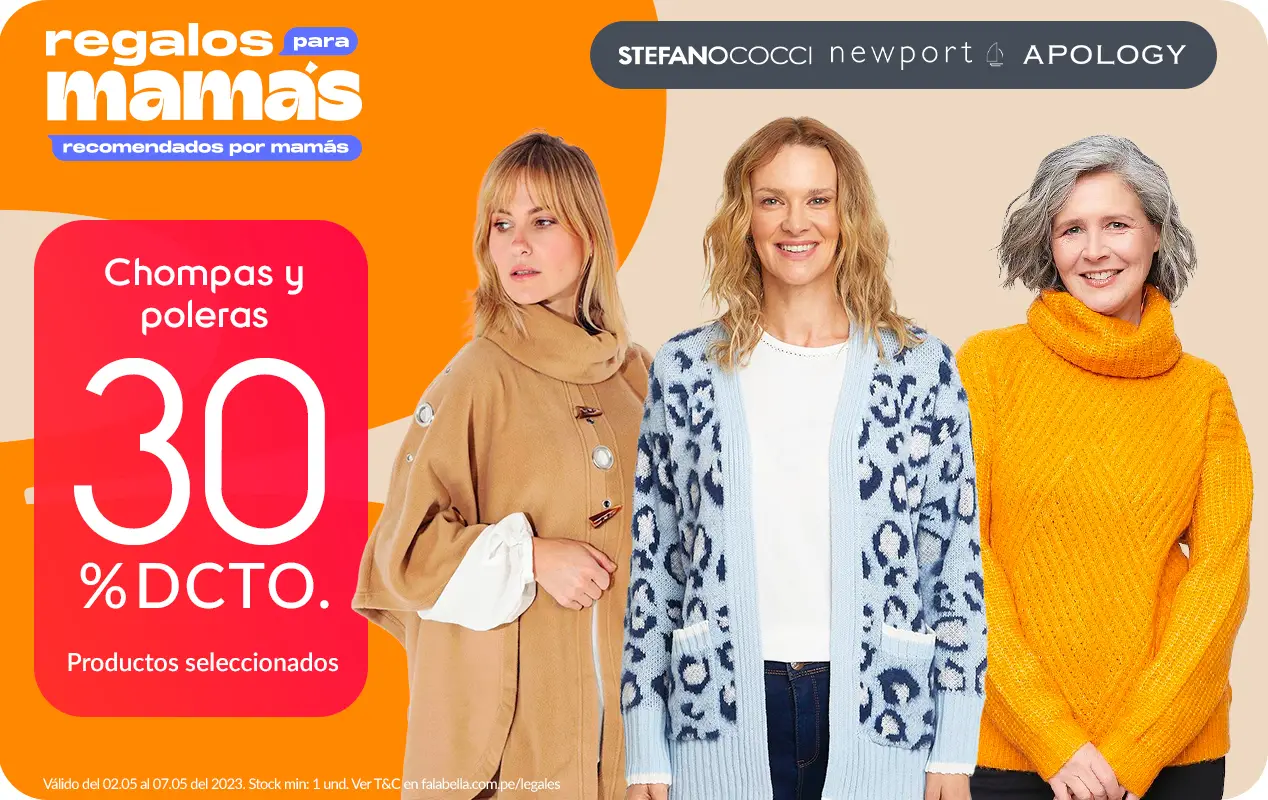 regalos para
mamás
recomendados por mamás
STEFANOCOCCI newport APOLOGY
Chompas y
poleras
30
%DCTO.
Productos seleccionados
Válido del 02.05 al 07.05 del 2023. Stock min: 1 und. Ver T&C en falabella.com.pe/legales